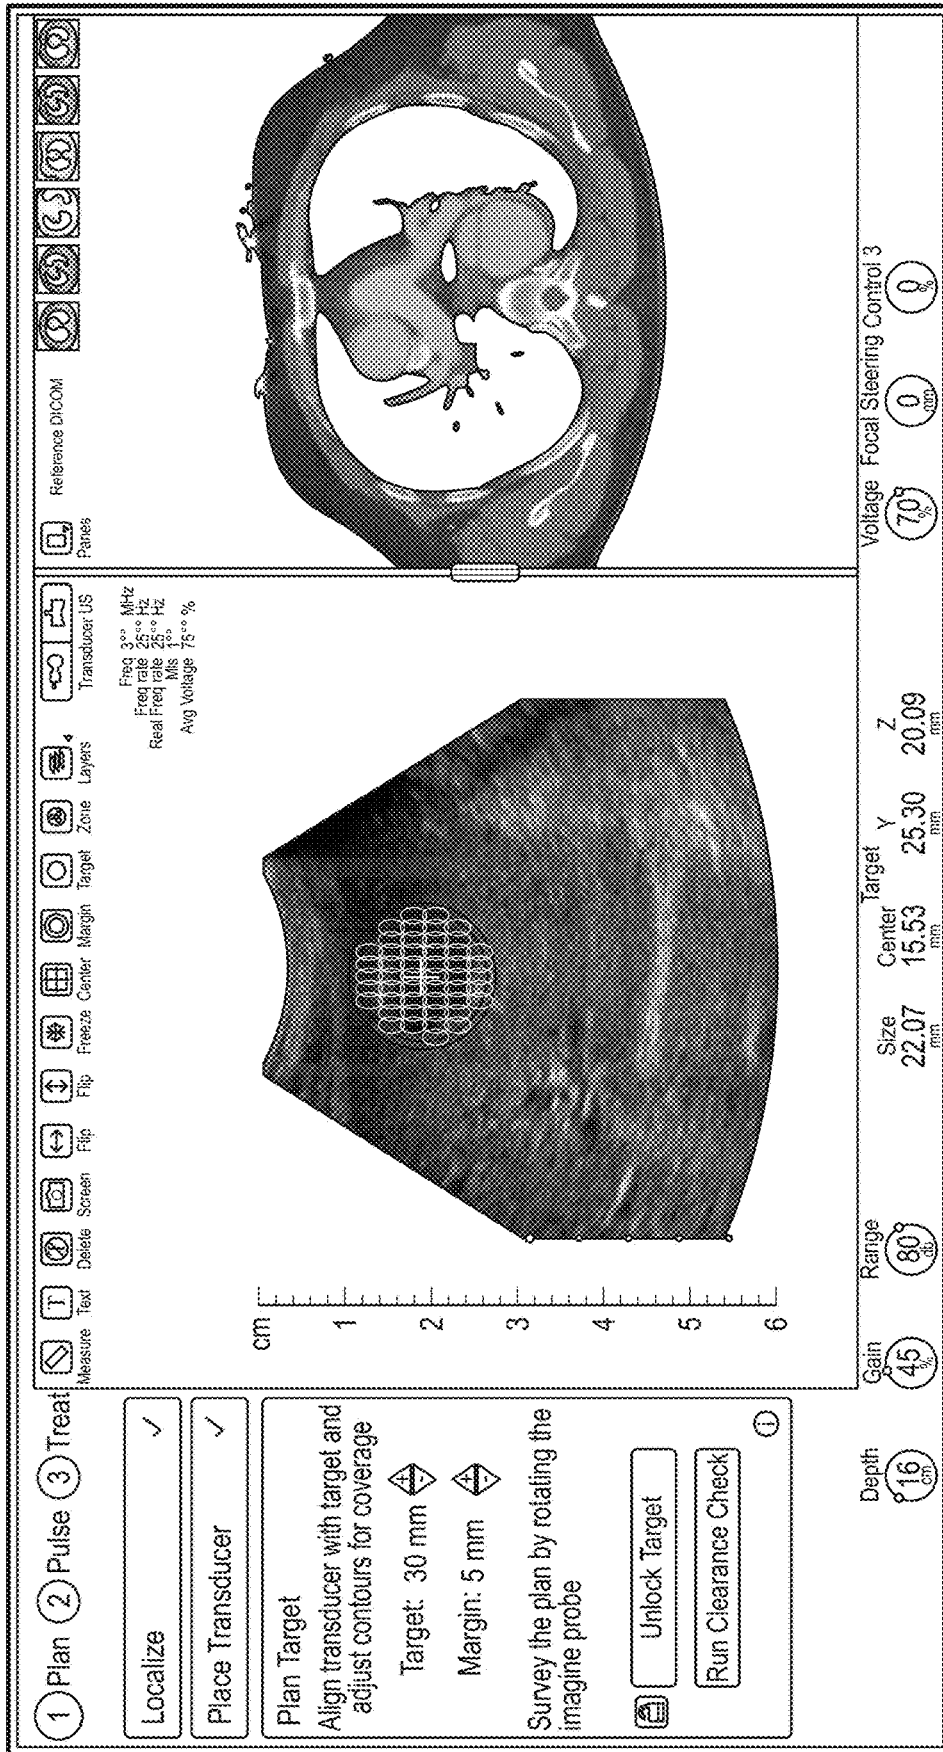 1 Plan 2 Pulse 3 Treat
Localize ✓
Place Transducer ✓
Plan Target
Align transducer with target and
adjust contours for coverage
Target: 30 mm + -
Margin: 5 mm + -
Survey the plan by rotating the
imagine probe
Unlock Target
Run Clearance Check
i
Measure
T
Text
Delete
Screen
Flip
Flip
Freeze
Center
Margin
Target
Zone
Layers
Transducer US
Freq 3°° MHz
Freq rate 25°° Hz
Real Freq rate 25°° Hz
MIs 1°°
Avg Voltage 75°° %
cm
1
2
3
4
5
6
Panes
Reference DICOM
Depth
16
cm
Gain
45
%
Range
80
db
Target
Size Center Y Z
22.07 15.53 25.30 20.09
mm mm mm mm
Voltage Focal Steering Control 3
70 0 0
% mm %